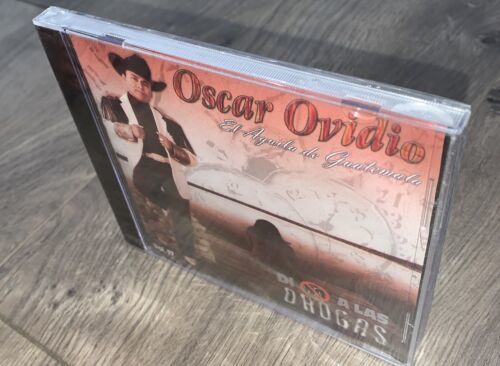 Oscar Ovidio
El Aguila de Guatemala
DI NO A LAS
DROGAS